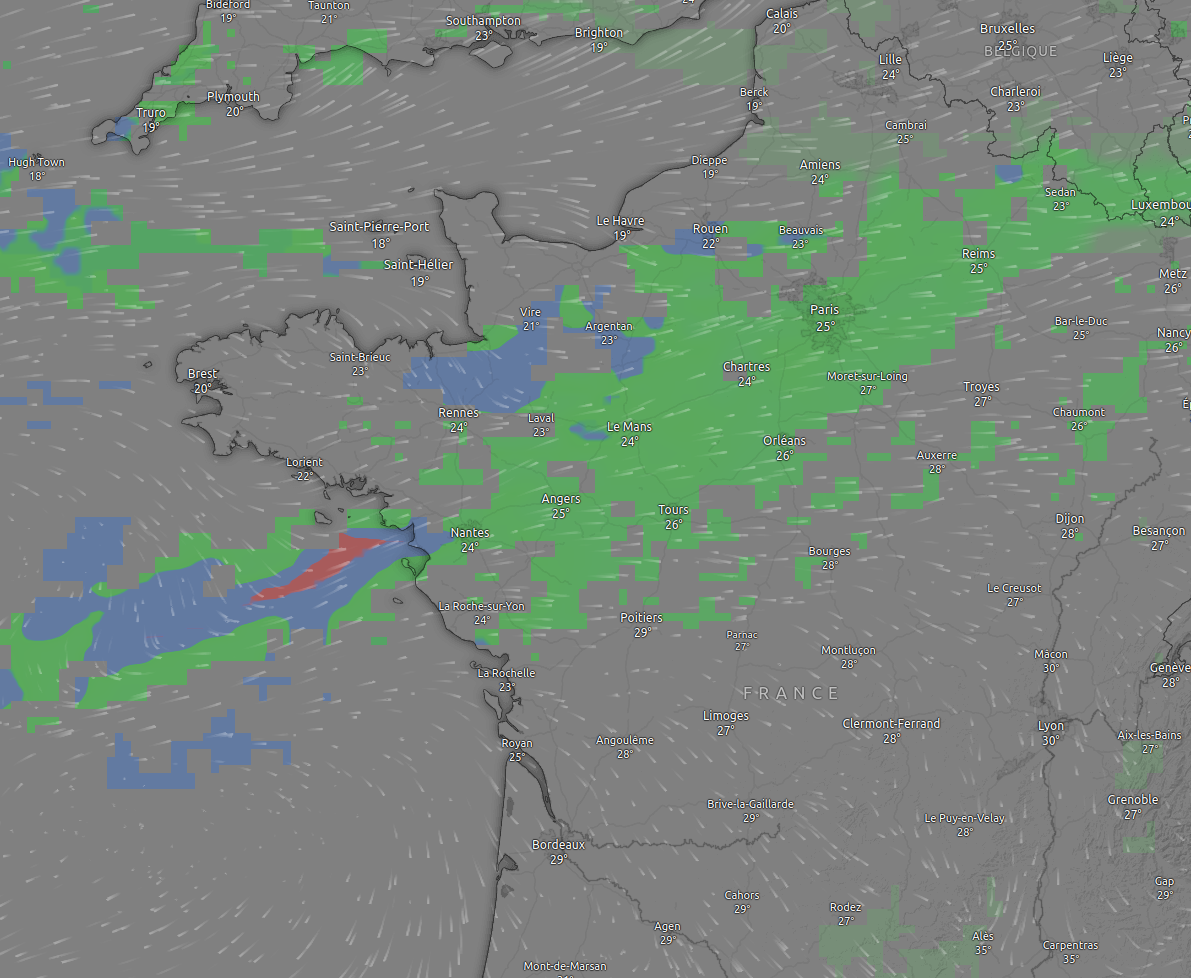 Bideford
19°
Taunton
21°
Southampton
23°
Brighton
19°
24°
Calais
20°
Bruxelles
25°
BELGIQUE
Lille
24°
Liège
23°
Plymouth
20°
Truro
19°
Berck
19°
Charleroi
23°
Cambrai
25°
Hugh Town
18°
Dieppe
19°
Amiens
24°
Sedan
23°
Luxembou
24°
Saint-Pierre-Port
18°
Le Havre
19°
Rouen
22°
Beauvais
23°
Reims
25°
Saint-Hélier
19°
Metz
26°
Vire
21°
Argentan
23°
Paris
25°
Bar-le-Duc
25°
Nancy
26°
Saint-Brieuc
23°
Brest
20°
Chartres
24°
Moret-sur-Loing
27°
Troyes
27°
Rennes
24°
Laval
23°
Le Mans
24°
Chaumont
26°
Orléans
26°
Auxerre
28°
Lorient
22°
Angers
25°
Tours
26°
Dijon
28°
Besançon
27°
Nantes
24°
Bourges
28°
Le Creusot
27°
La Roche-sur-Yon
24°
Poitiers
29°
Parnac
27°
Montluçon
28°
Mâcon
30°
Genève
28°
La Rochelle
23°
FRANCE
Limoges
27°
Clermont-Ferrand
28°
Lyon
30°
Aix-les-Bains
27°
Royan
25°
Angoulême
28°
Brive-la-Gaillarde
29°
Le Puy-en-Velay
28°
Grenoble
27°
Bordeaux
29°
Cahors
29°
Rodez
27°
Gap
29°
Agen
29°
Alès
35°
Carpentras
35°
Mont-de-Marsan